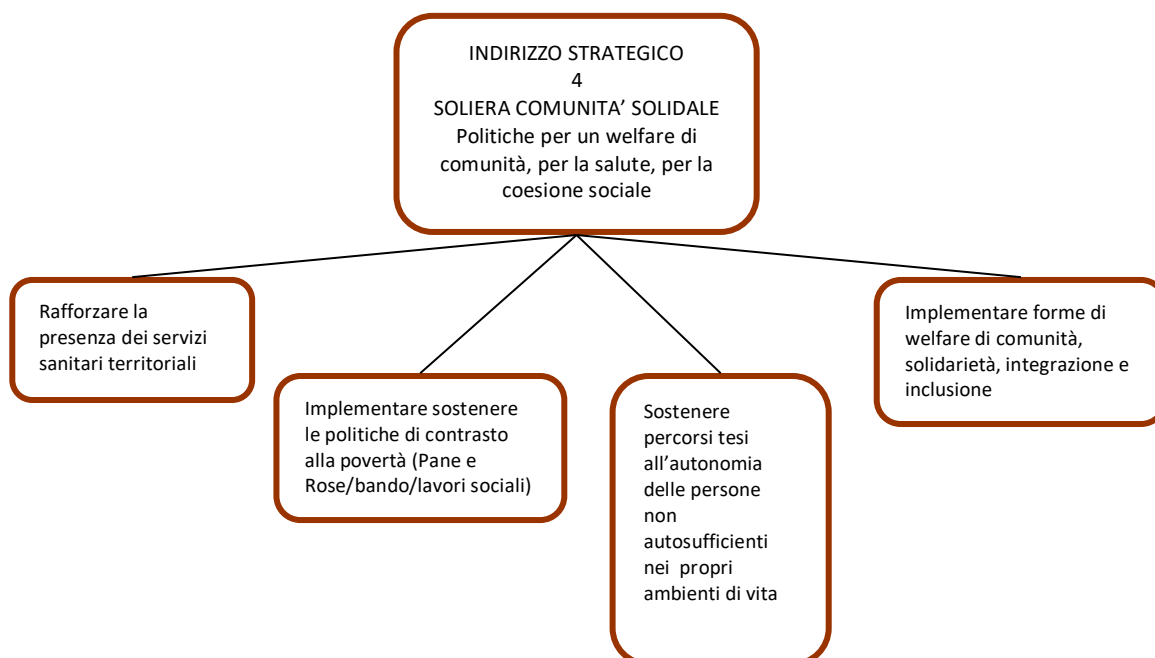 INDIRIZZO STRATEGICO
4
SOLIERA COMUNITA’ SOLIDALE
Politiche per un welfare di
comunità, per la salute, per la
coesione sociale
Rafforzare la
presenza dei servizi
sanitari territoriali
Implementare sostenere
le politiche di contrasto
alla povertà (Pane e
Rose/bando/lavori sociali)
Sostenere
percorsi tesi
all’autonomia
delle persone
non
autosufficienti
nei  propri
ambienti di vita
Implementare forme di
welfare di comunità,
solidarietà, integrazione e
inclusione